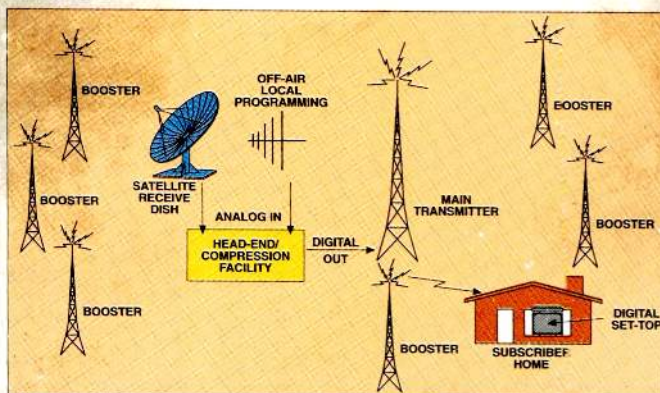 BOOSTER
BOOSTER
BOOSTER
SATELLITE
RECEIVE
DISH
OFF-AIR
LOCAL
PROGRAMMING
ANALOG IN
HEAD-END/
COMPRESSION
FACILITY
DIGITAL
OUT
MAIN
TRANSMITTER
BOOSTER
BOOSTER
BOOSTER
DIGITAL
SET-TOP
SUBSCRIBER
HOME